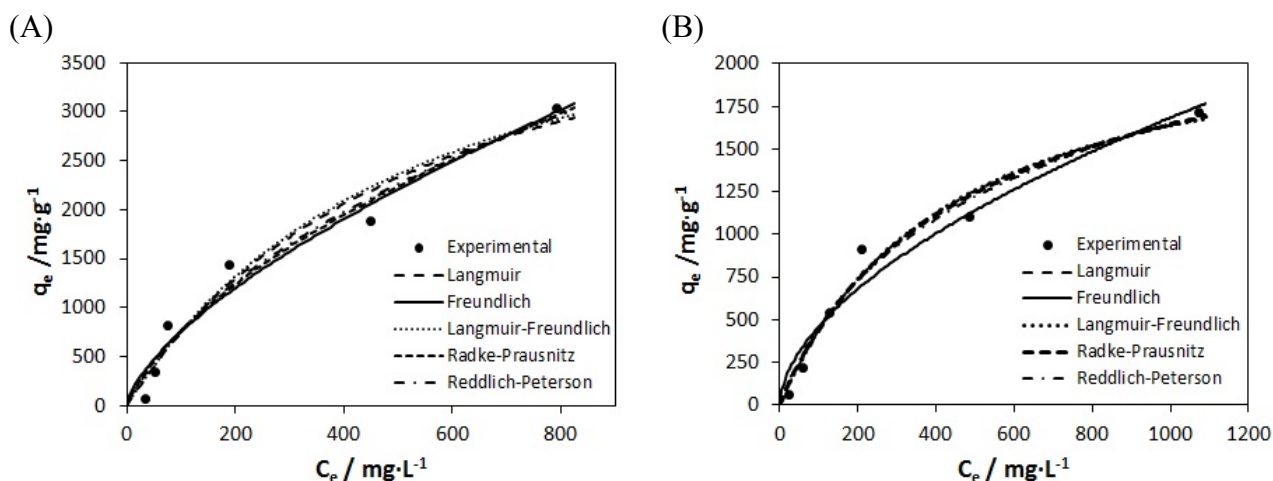 (A)
(B)
3500
3000
2500
2000
1500
1000
500
0
qe /mg·g-1
0 200 400 600 800
Ce / mg·L-1
Experimental
Langmuir
Freundlich
Langmuir-Freundlich
Radke-Prausnitz
Reddlich-Peterson
2000
1750
1500
1250
1000
750
500
250
0
qe /mg·g-1
0 200 400 600 800 1000 1200
Ce / mg·L-1
Experimental
Langmuir
Freundlich
Langmuir-Freundlich
Radke-Prausnitz
Reddlich-Peterson